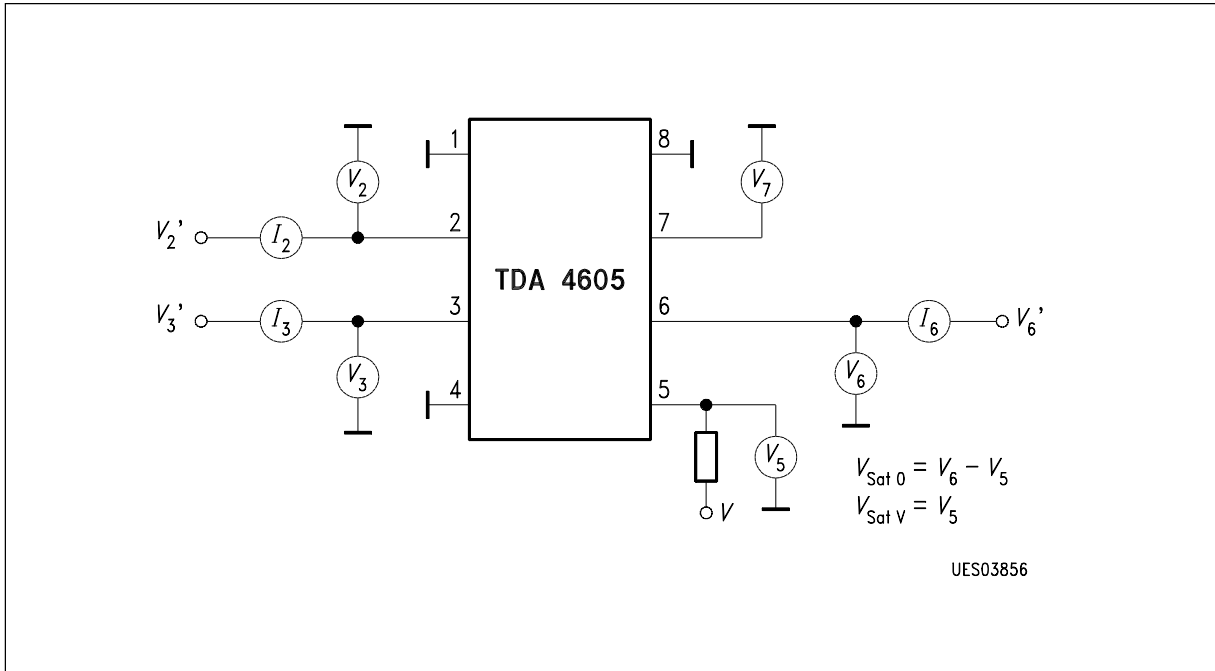 1
8
V2
V7
V2'
I2
2
7
TDA 4605
V3'
I3
3
6
I6
V6'
V3
V6
4
5
V5
V
VSat 0 = V6 – V5
VSat V = V5
UES03856